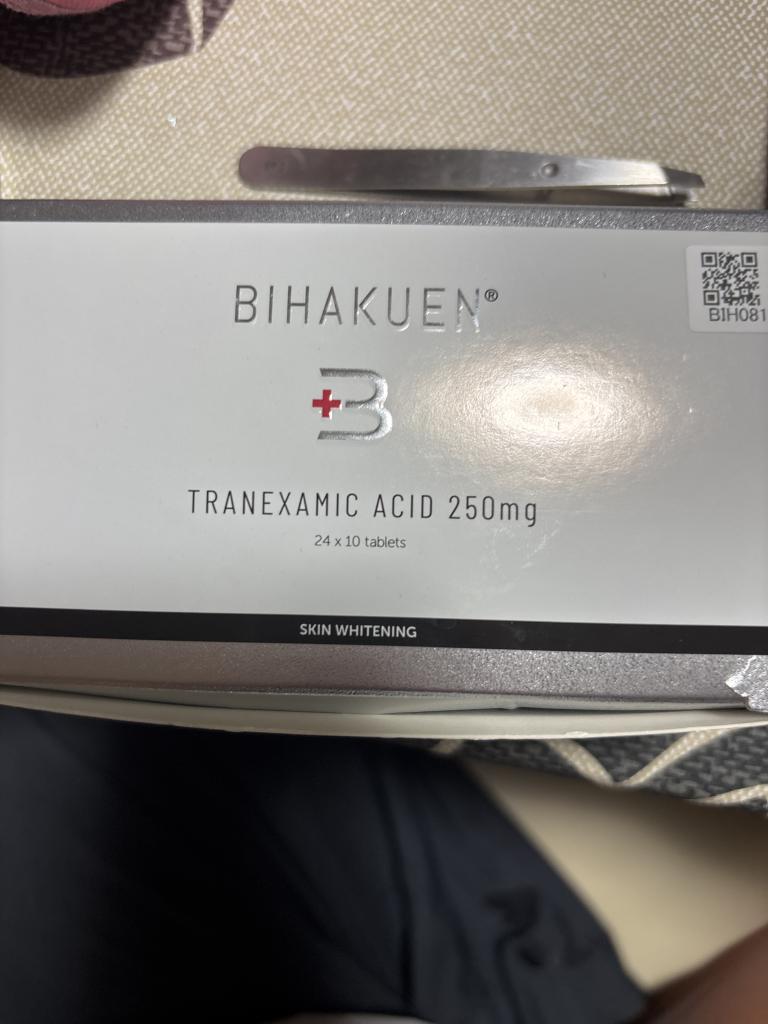 BIHAKUEN®
BIH081
B
TRANEXAMIC ACID 250mg
24 x 10 tablets
SKIN WHITENING